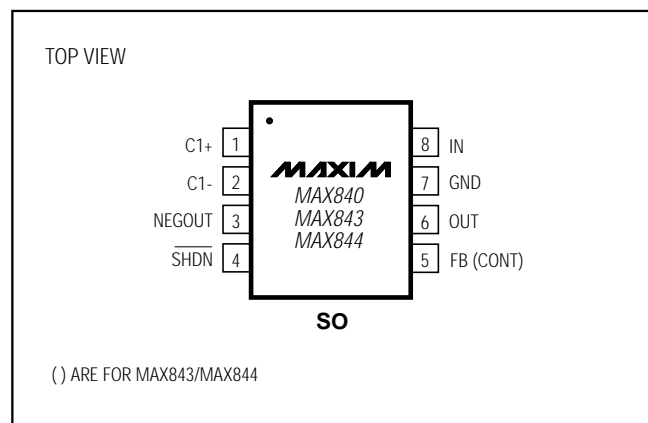 TOP VIEW
C1+ 1
C1- 2
NEGOUT 3
SHDN 4
MAXIM
MAX840
MAX843
MAX844
8 IN
7 GND
6 OUT
5 FB (CONT)
SO
( ) ARE FOR MAX843/MAX844